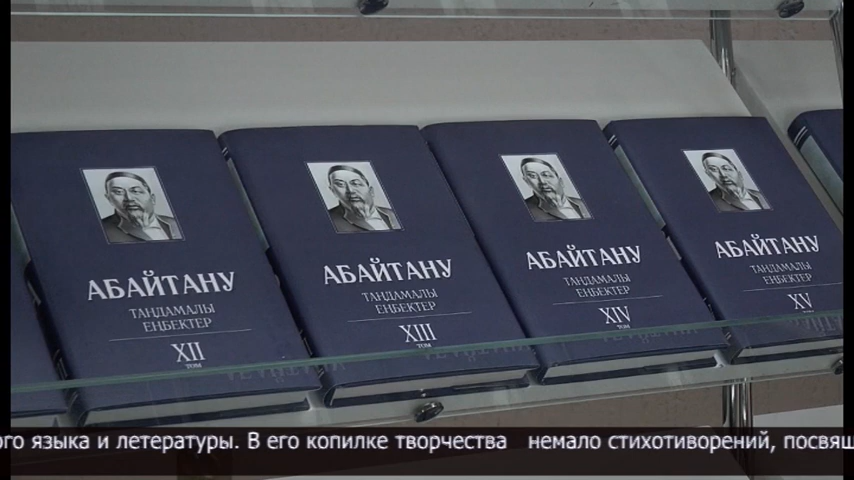 АБАЙТАНУ
ТАҢДАМАЛЫ
ЕҢБЕКТЕР
XII
ТОМ
АБАЙТАНУ
ТАҢДАМАЛЫ
ЕҢБЕКТЕР
XIII
ТОМ
АБАЙТАНУ
ТАҢДАМАЛЫ
ЕҢБЕКТЕР
XIV
ТОМ
АБАЙТАНУ
ТАҢДАМАЛЫ
ЕҢБЕКТЕР
XV
ТОМ
ого языка и летературы. В его копилке творчества немало стихотиворений, посвящ